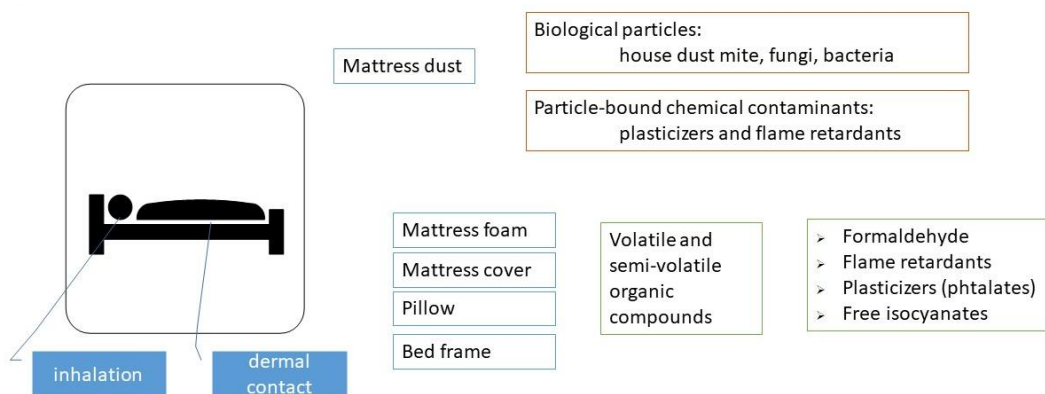 Mattress dust
Biological particles:
house dust mite, fungi, bacteria
Particle-bound chemical contaminants:
plasticizers and flame retardants
Mattress foam
Mattress cover
Pillow
Bed frame
Volatile and
semi-volatile
organic
compounds
Formaldehyde
Flame retardants
Plasticizers (phtalates)
Free isocyanates
inhalation
dermal
contact